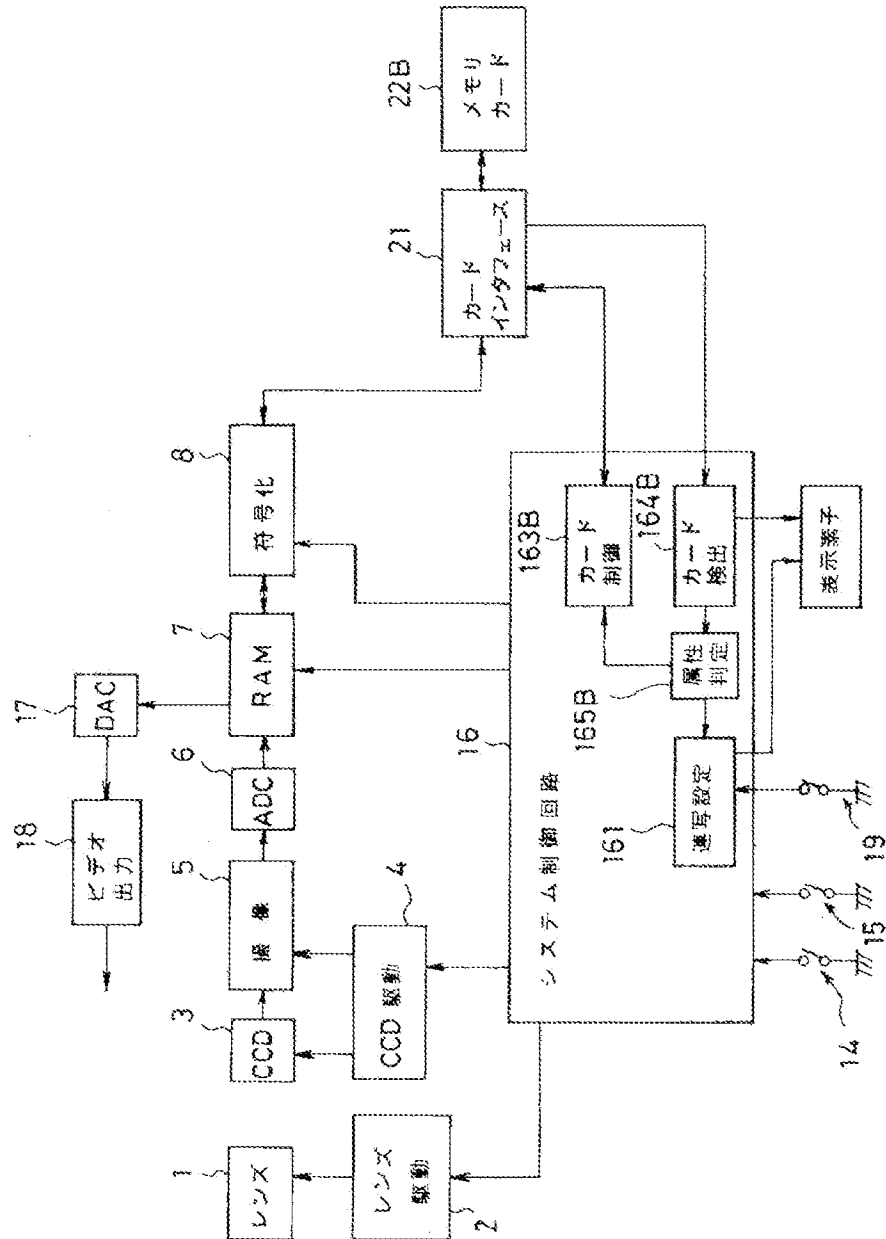 1
レンズ
2
レンズ
駆動
3
CCD
4
CCD 駆動
5
撮像
6
ADC
7
RAM
8
符号化
17
DAC
18
ビデオ
出力
21
カード
インタフェース
22B
メモリ
カード
16
システム制御回路
161
連写設定
163B
カード
制御
164B
カード
検出
165B
属性
判定
表示素子
14
15
19